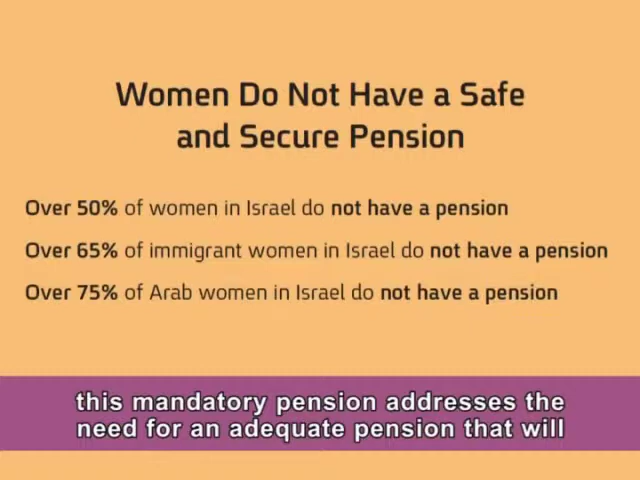 Women Do Not Have a Safe
and Secure Pension
Over 50% of women in Israel do not have a pension
Over 65% of immigrant women in Israel do not have a pension
Over 75% of Arab women in Israel do not have a pension
this mandatory pension addresses the
need for an adequate pension that will